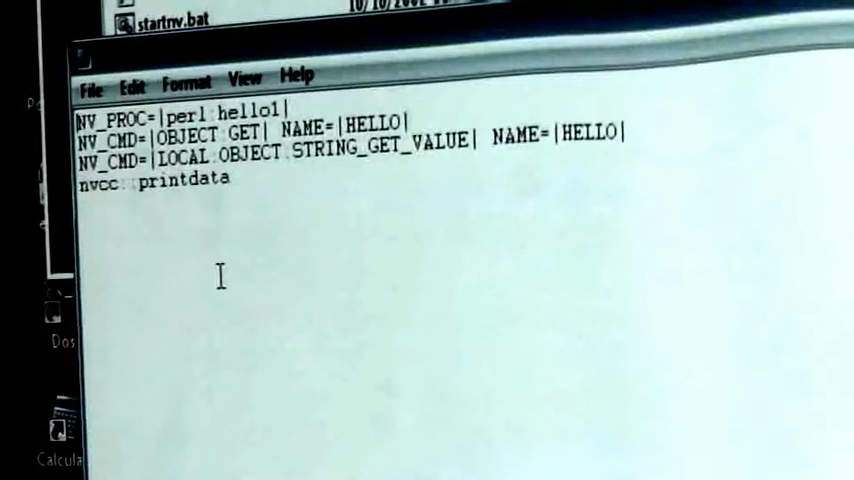 startnv.bat
File Edit Format View Help
NV_PROC=|perl:hello1|
NV_CMD=|OBJECT:GET| NAME=|HELLO|
NV_CMD=|LOCAL:OBJECT:STRING_GET_VALUE| NAME=|HELLO|
nvcc::printdata
Dos
Calcula